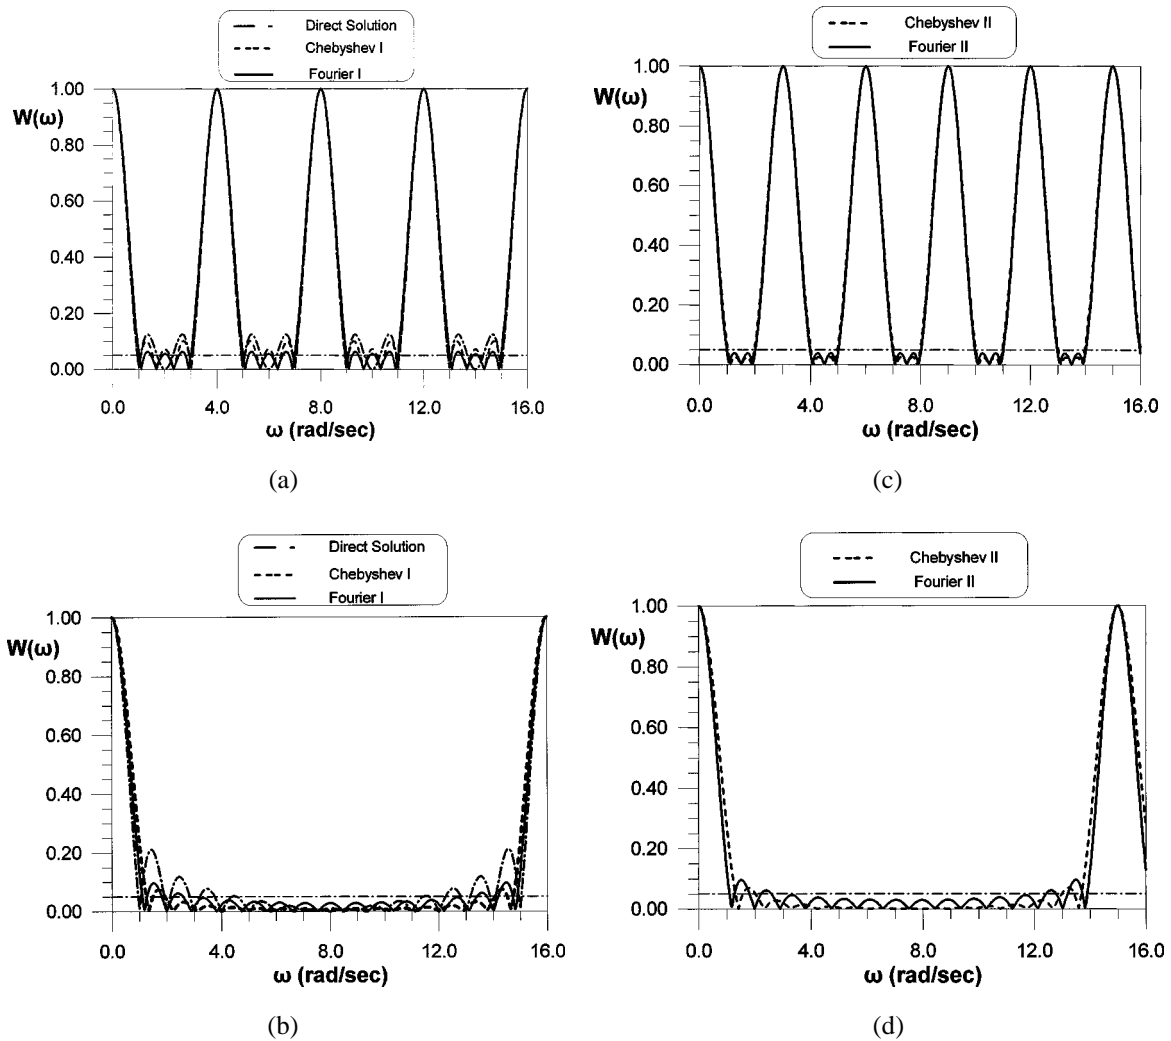 Direct Solution
Chebyshev I
Fourier I
W(ω)
1.00
0.80
0.60
0.40
0.20
0.00
0.0 4.0 8.0 12.0 16.0
ω (rad/sec)
(a)
Chebyshev II
Fourier II
W(ω)
1.00
0.80
0.60
0.40
0.20
0.00
0.0 4.0 8.0 12.0 16.0
ω (rad/sec)
(c)
Direct Solution
Chebyshev I
Fourier I
W(ω)
1.00
0.80
0.60
0.40
0.20
0.00
0.0 4.0 8.0 12.0 16.0
ω (rad/sec)
(b)
Chebyshev II
Fourier II
W(ω)
1.00
0.80
0.60
0.40
0.20
0.00
0.0 4.0 8.0 12.0 16.0
ω (rad/sec)
(d)